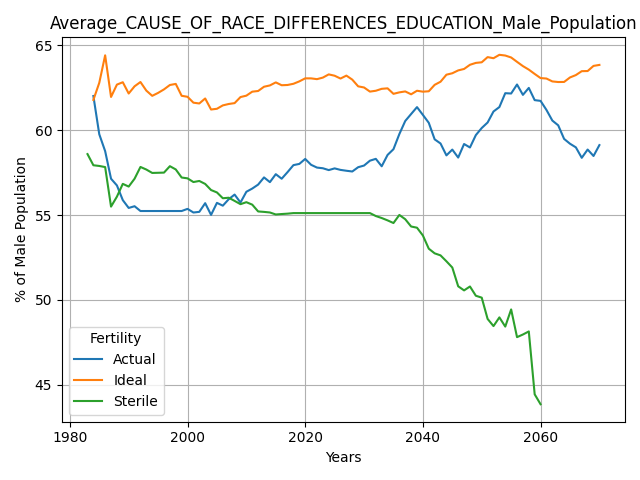 Average_CAUSE_OF_RACE_DIFFERENCES_EDUCATION_Male_Population
65
60
55
50
45
% of Male Population
Fertility
Actual
Ideal
Sterile
1980
2000
2020
2040
2060
Years